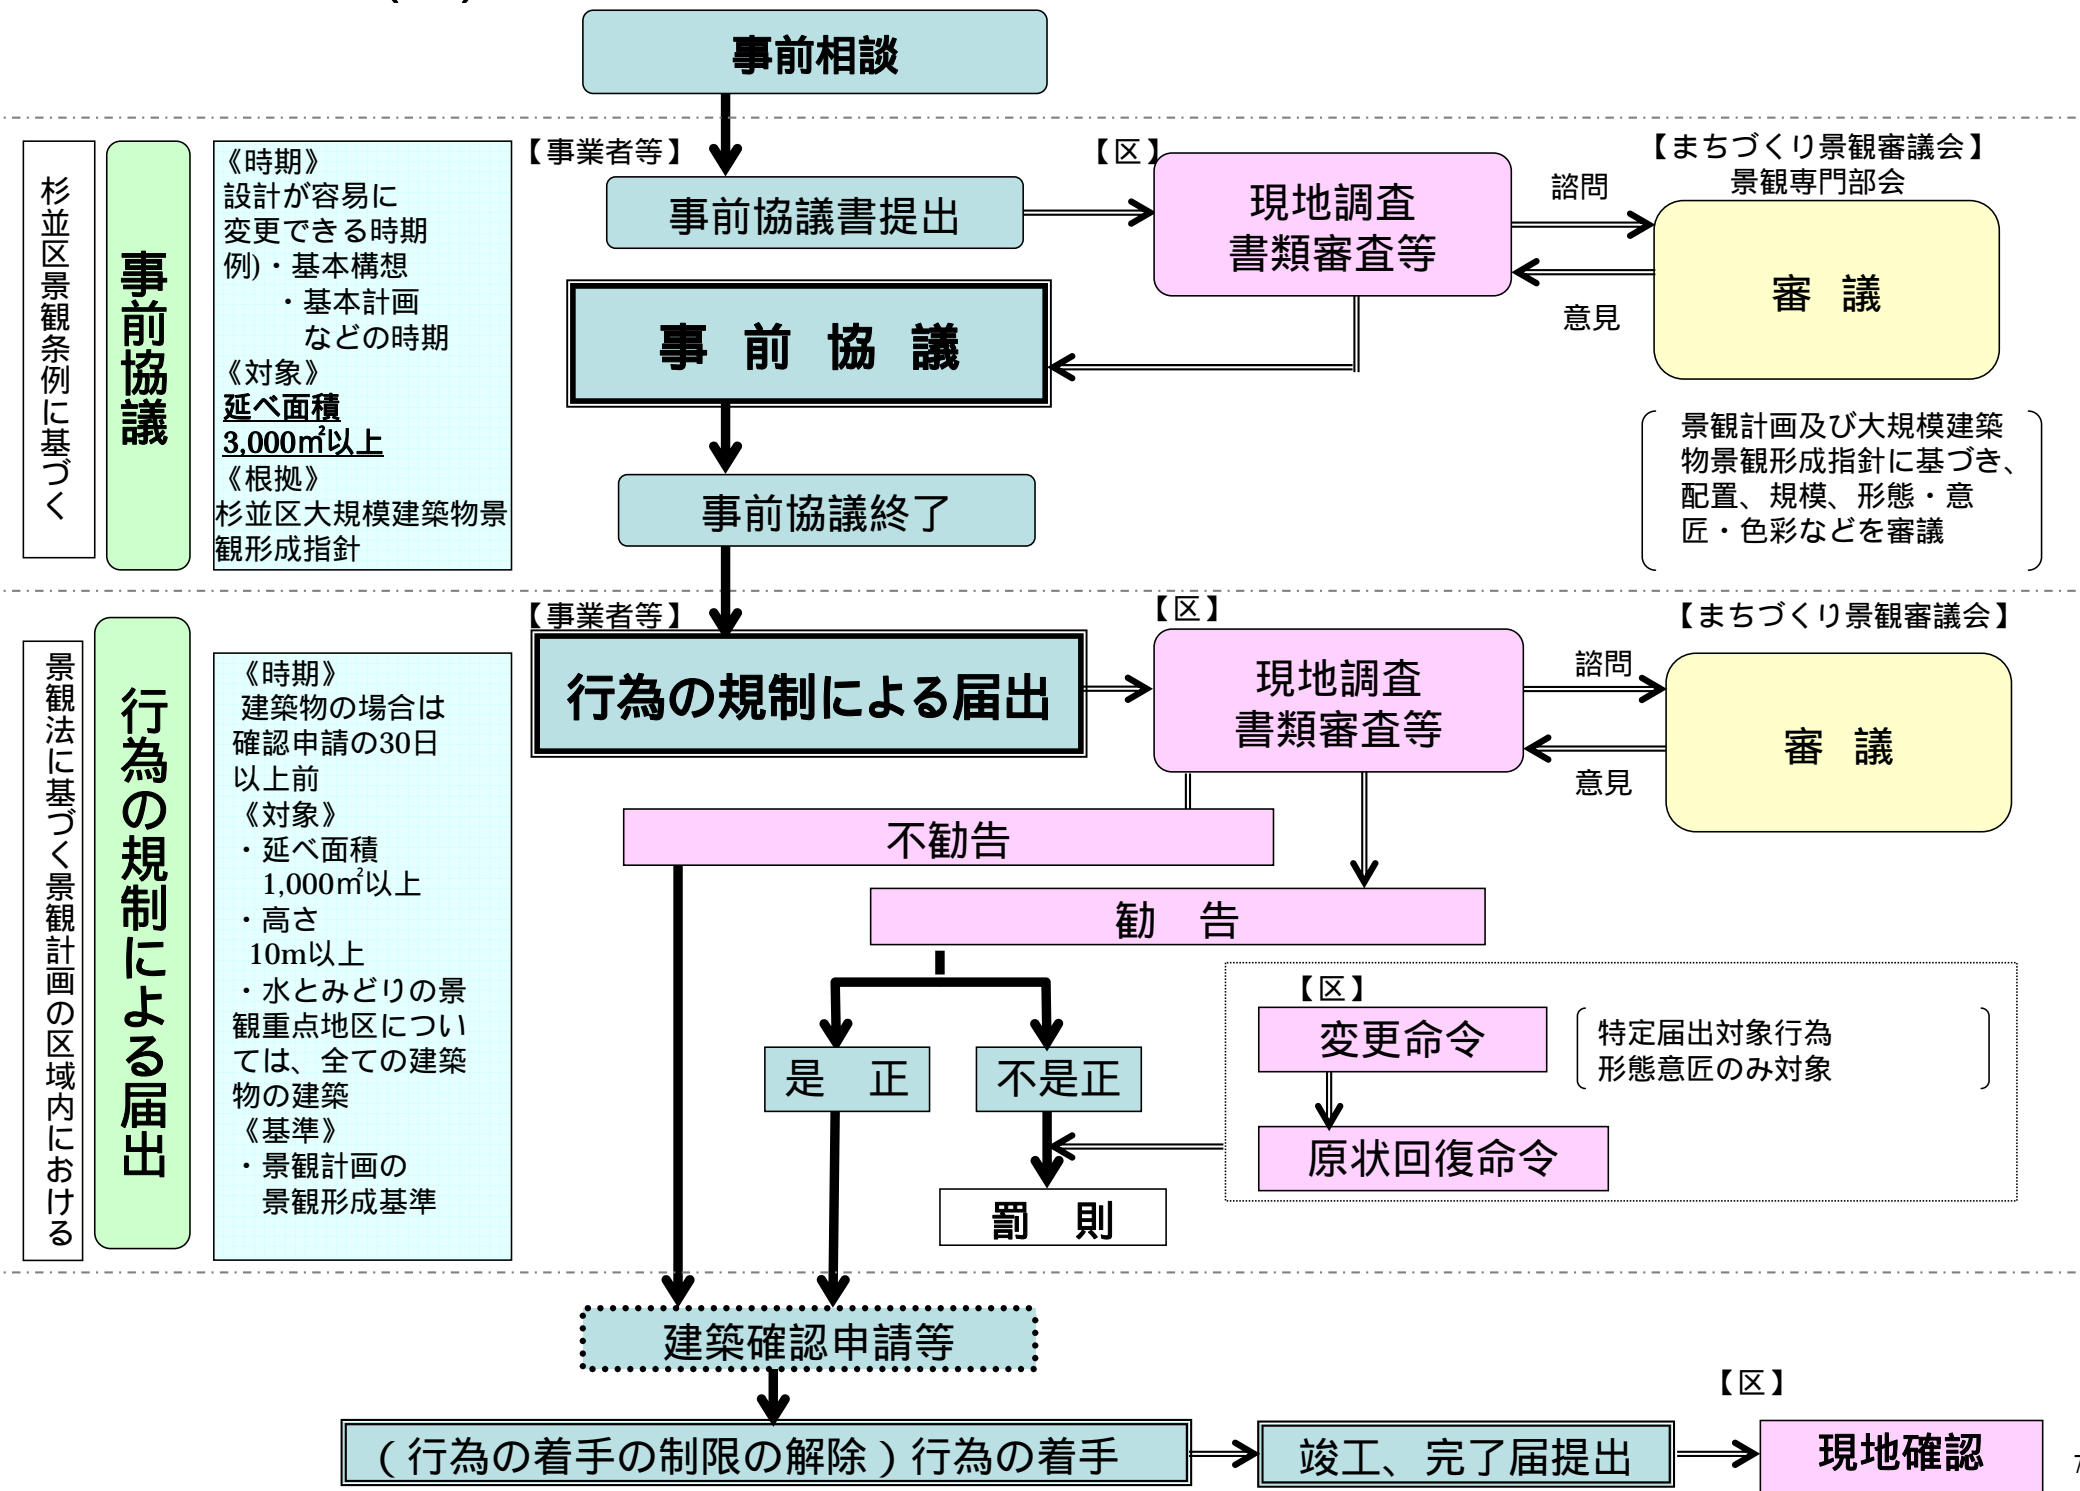 事前相談
杉並区景観条例に基づく
事前協議
《時期》
設計が容易に
変更できる時期
例)・基本構想
・基本計画
などの時期
《対象》
延べ面積
3,000㎡以上
《根拠》
杉並区大規模建築物景
観形成指針
【事業者等】
事前協議書提出
【区】
現地調査
書類審査等
諮問
意見
【まちづくり景観審議会】
景観専門部会
審 議
事 前 協 議
事前協議終了
景観計画及び大規模建築
物景観形成指針に基づき、
配置、規模、形態・意
匠・色彩などを審議
景観法に基づく景観計画の区域内における
行為の規制による届出
《時期》
建築物の場合は
確認申請の30日
以上前
《対象》
・延べ面積
1,000㎡以上
・高さ
10m以上
・水とみどりの景
観重点地区につい
ては、全ての建築
物の建築
《基準》
・景観計画の
景観形成基準
【事業者等】
行為の規制による届出
【区】
現地調査
書類審査等
諮問
意見
【まちづくり景観審議会】
審 議
不勧告
勧 告
是 正
不是正
罰 則
【区】
変更命令
特定届出対象行為
形態意匠のみ対象
原状回復命令
建築確認申請等
(行為の着手の制限の解除)行為の着手
竣工、完了届提出
【区】
現地確認